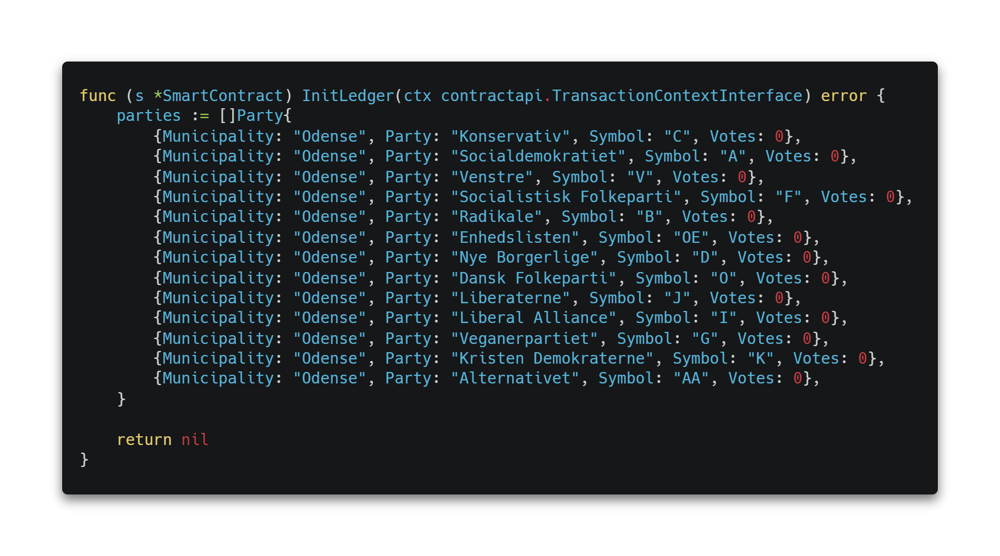 func (s *SmartContract) InitLedger(ctx contractapi.TransactionContextInterface) error {
    parties := []Party{
        {Municipality: "Odense", Party: "Konservativ", Symbol: "C", Votes: 0},
        {Municipality: "Odense", Party: "Socialdemokratiet", Symbol: "A", Votes: 0},
        {Municipality: "Odense", Party: "Venstre", Symbol: "V", Votes: 0},
        {Municipality: "Odense", Party: "Socialistisk Folkeparti", Symbol: "F", Votes: 0},
        {Municipality: "Odense", Party: "Radikale", Symbol: "B", Votes: 0},
        {Municipality: "Odense", Party: "Enhedslisten", Symbol: "OE", Votes: 0},
        {Municipality: "Odense", Party: "Nye Borgerlige", Symbol: "D", Votes: 0},
        {Municipality: "Odense", Party: "Dansk Folkeparti", Symbol: "O", Votes: 0},
        {Municipality: "Odense", Party: "Liberaterne", Symbol: "J", Votes: 0},
        {Municipality: "Odense", Party: "Liberal Alliance", Symbol: "I", Votes: 0},
        {Municipality: "Odense", Party: "Veganerpartiet", Symbol: "G", Votes: 0},
        {Municipality: "Odense", Party: "Kristen Demokraterne", Symbol: "K", Votes: 0},
        {Municipality: "Odense", Party: "Alternativet", Symbol: "AA", Votes: 0},
    }

    return nil
}